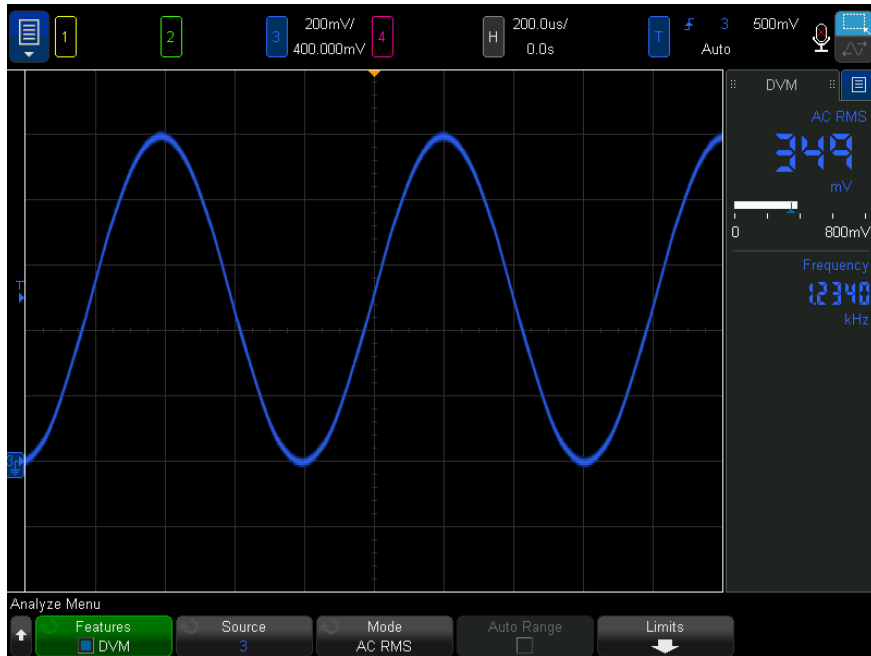 1 2 3 200mV/ 4 H 200.0us/ T 3 500mV
400.000mV 0.0s Auto
DVM
AC RMS
349
mV
0 800mV
Frequency
1.2340
kHz
T
3
Analyze Menu
Features Source Mode Auto Range Limits
DVM 3 AC RMS